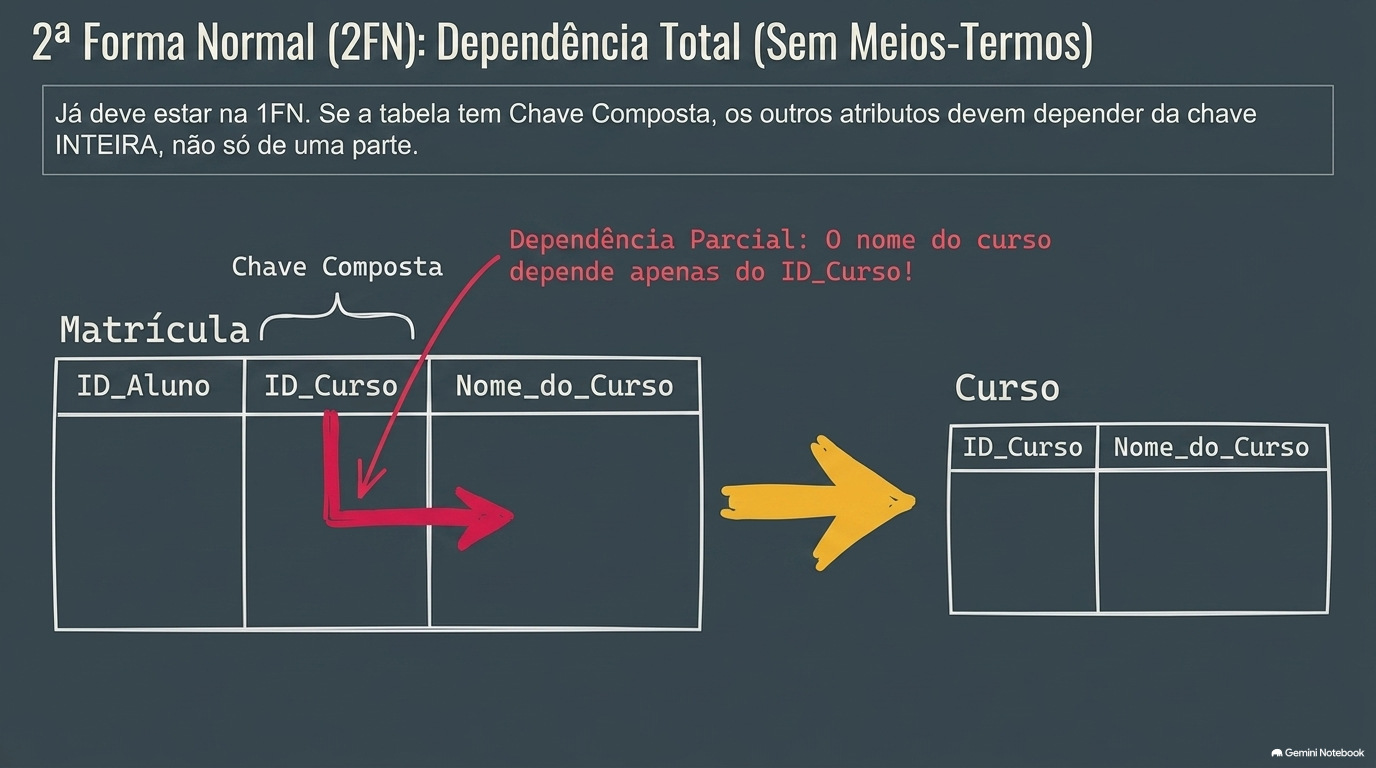 2ª Forma Normal (2FN): Dependência Total (Sem Meios-Termos)
Já deve estar na 1FN. Se a tabela tem Chave Composta, os outros atributos devem depender da chave
INTEIRA, não só de uma parte.
Dependência Parcial: O nome do curso
depende apenas do ID_Curso!
Chave Composta
Matrícula
ID_Aluno
ID_Curso
Nome_do_Curso
Curso
ID_Curso
Nome_do_Curso
Gemini Notebook